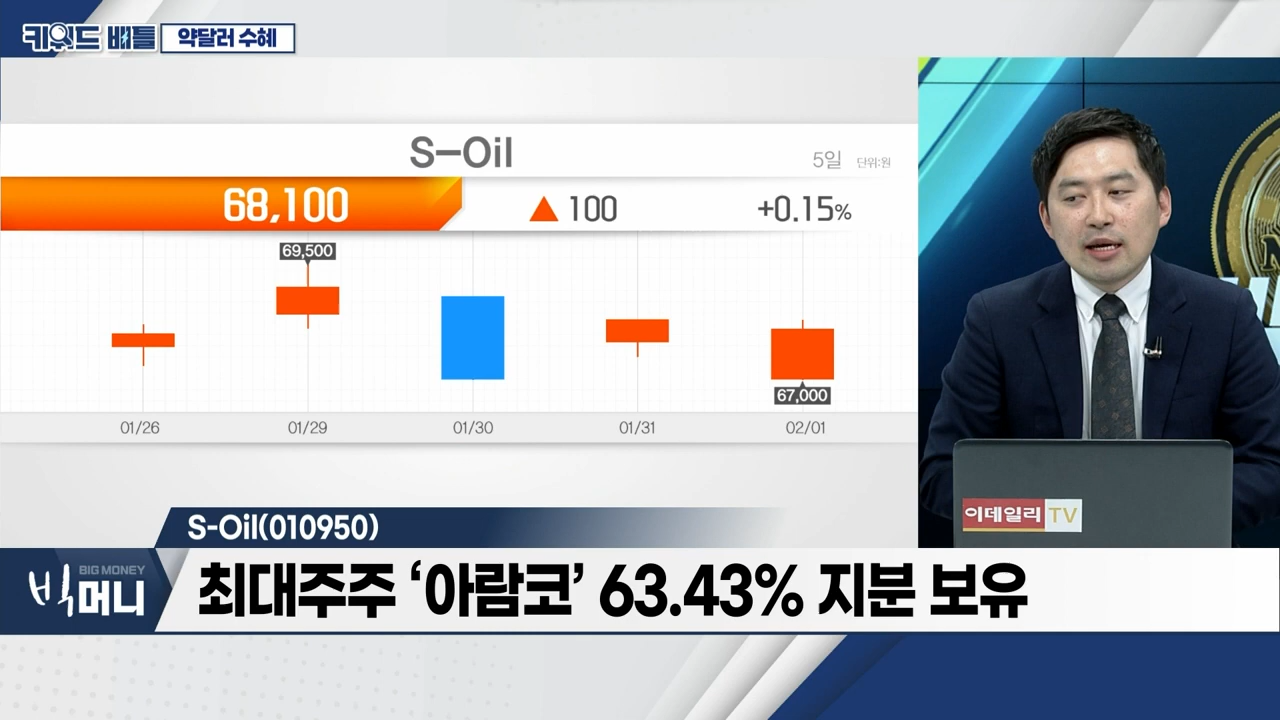 키워드 배틀 약달러 수혜
S-Oil
5일 단위:원
68,100 ▲ 100 +0.15%
69,500
67,000
01/26 01/29 01/30 01/31 02/01
이데일리 TV
S-Oil(010950)
BIG MONEY
빅머니
최대주주 ‘아람코’ 63.43% 지분 보유